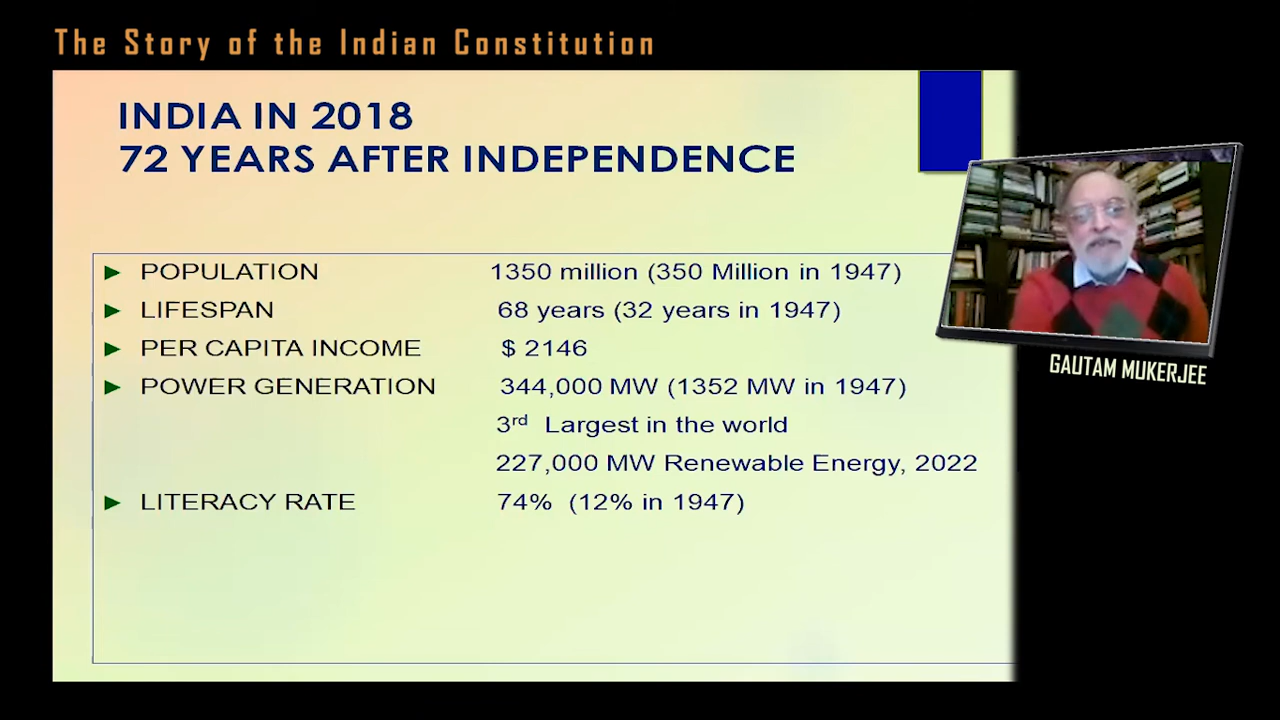 The Story of the Indian Constitution
INDIA IN 2018
72 YEARS AFTER INDEPENDENCE
POPULATION 1350 million (350 Million in 1947)
LIFESPAN 68 years (32 years in 1947)
PER CAPITA INCOME $ 2146
POWER GENERATION 344,000 MW (1352 MW in 1947)
3rd Largest in the world
227,000 MW Renewable Energy, 2022
LITERACY RATE 74% (12% in 1947)
GAUTAM MUKERJEE